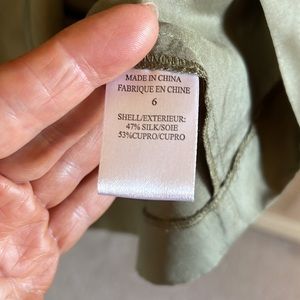 MADE IN CHINA
FABRIQUE EN CHINE
6
SHELL/EXTERIEUR:
47% SILK/SOIE
53%CUPRO/CUPRO